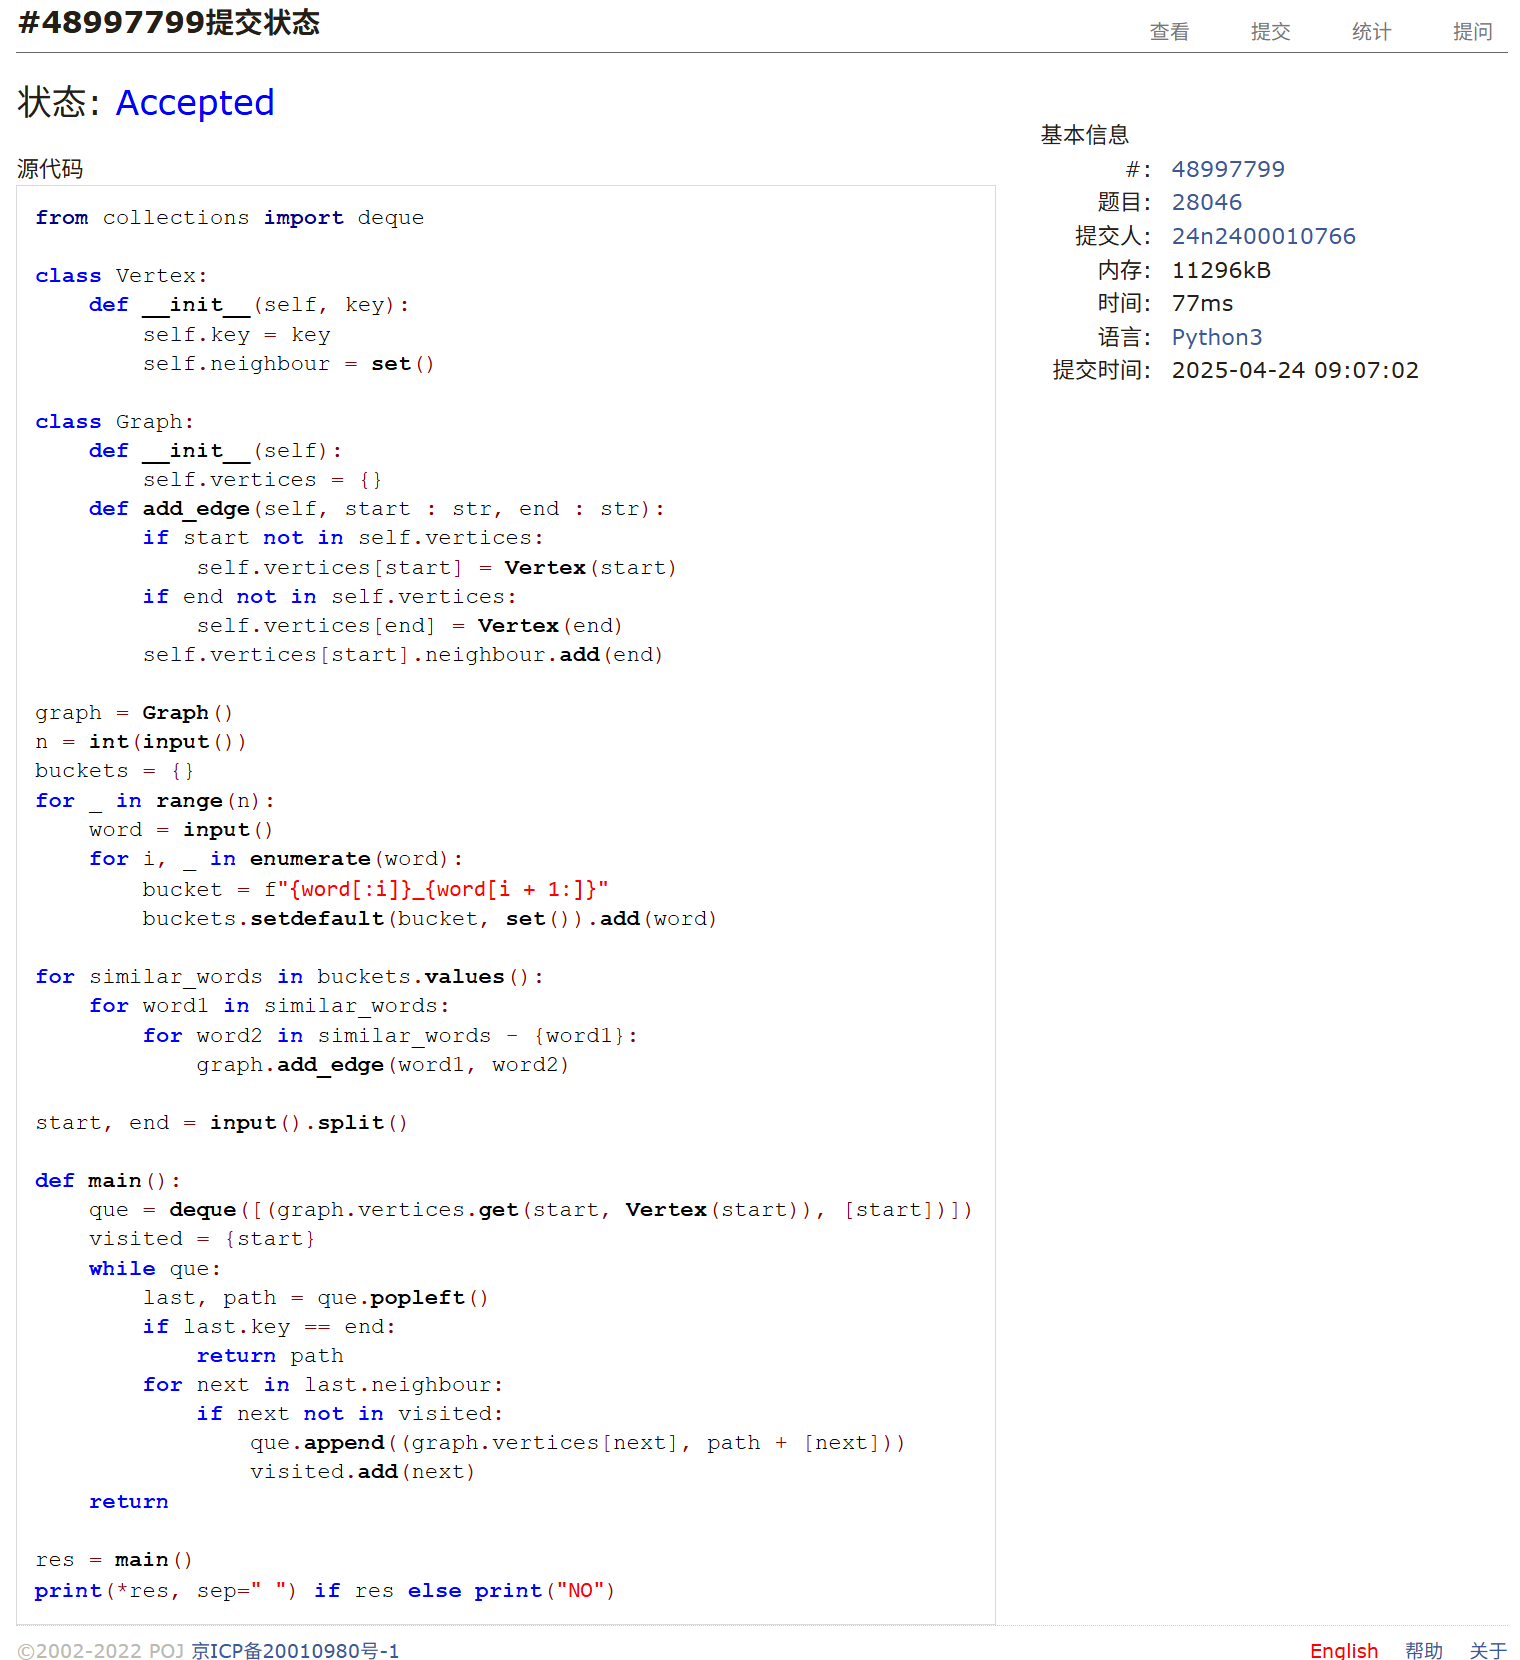 #48997799提交状态
查看 提交 统计 提问
状态: Accepted
源代码
from collections import deque

class Vertex:
    def __init__(self, key):
        self.key = key
        self.neighbour = set()

class Graph:
    def __init__(self):
        self.vertices = {}
    def add_edge(self, start : str, end : str):
        if start not in self.vertices:
            self.vertices[start] = Vertex(start)
        if end not in self.vertices:
            self.vertices[end] = Vertex(end)
        self.vertices[start].neighbour.add(end)

graph = Graph()
n = int(input())
buckets = {}
for _ in range(n):
    word = input()
    for i, _ in enumerate(word):
        bucket = f"{word[:i]}_{word[i + 1:]}"
        buckets.setdefault(bucket, set()).add(word)

for similar_words in buckets.values():
    for word1 in similar_words:
        for word2 in similar_words - {word1}:
            graph.add_edge(word1, word2)

start, end = input().split()

def main():
    que = deque([(graph.vertices.get(start, Vertex(start)), [start])])
    visited = {start}
    while que:
        last, path = que.popleft()
        if last.key == end:
            return path
        for next in last.neighbour:
            if next not in visited:
                que.append((graph.vertices[next], path + [next]))
                visited.add(next)
    return

res = main()
print(*res, sep=" ") if res else print("NO")
基本信息
#: 48997799
题目: 28046
提交人: 24n2400010766
内存: 11296kB
时间: 77ms
语言: Python3
提交时间: 2025-04-24 09:07:02
©2002-2022 POJ 京ICP备20010980号-1
English 帮助 关于